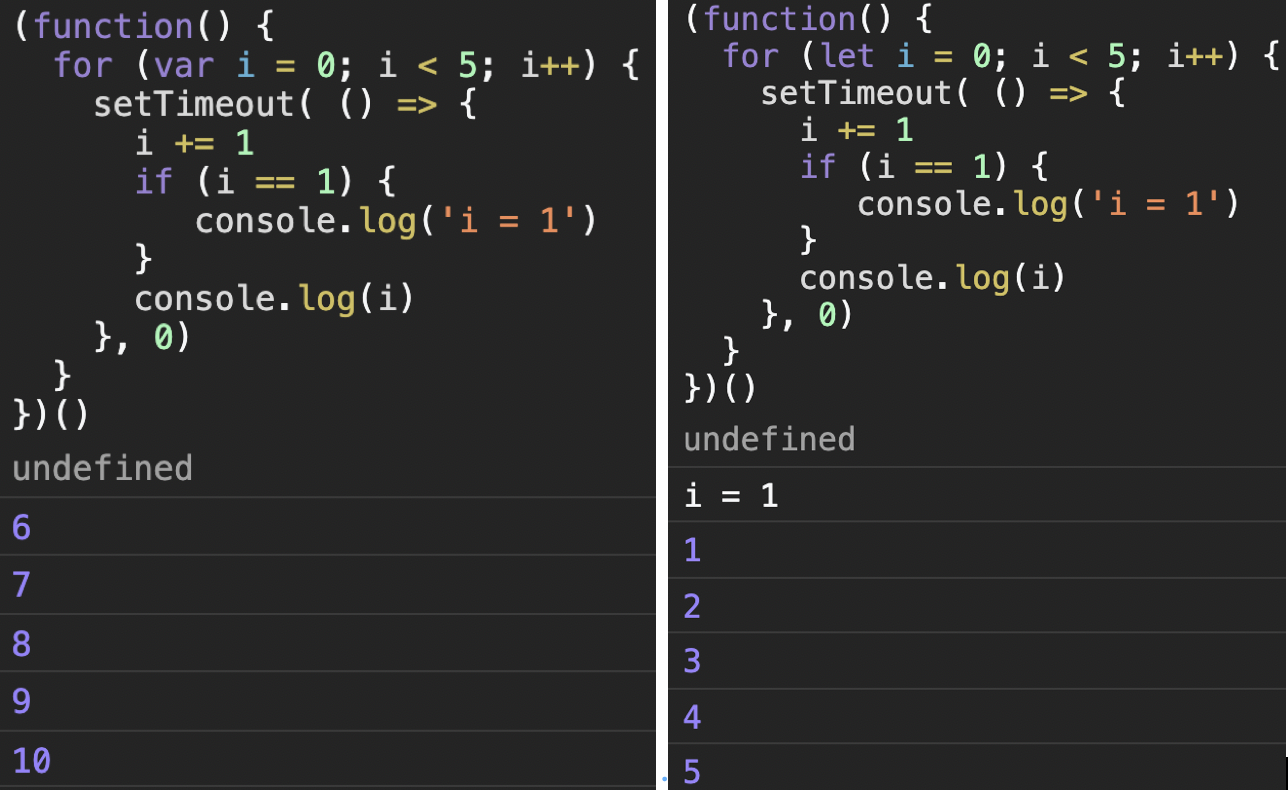 (function() {
  for (var i = 0; i < 5; i++) {
    setTimeout( () => {
      i += 1
      if (i == 1) {
         console.log('i = 1')
      }
      console.log(i)
    }, 0)
  }
})()
undefined
6
7
8
9
10
(function() {
  for (let i = 0; i < 5; i++) {
    setTimeout( () => {
      i += 1
      if (i == 1) {
         console.log('i = 1')
      }
      console.log(i)
    }, 0)
  }
})()
undefined
i = 1
1
2
3
4
5